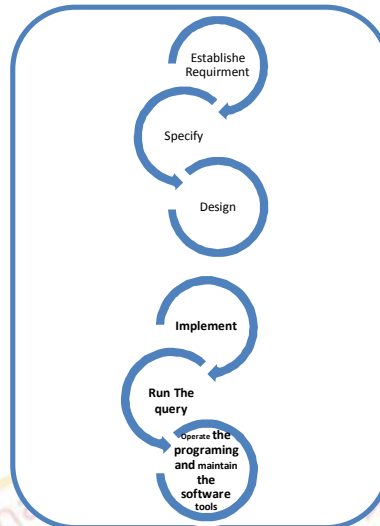 Establishe
Requirment
Specify
Design
Implement
Run The
query
Operate the
programing
and maintain
the
software
tools